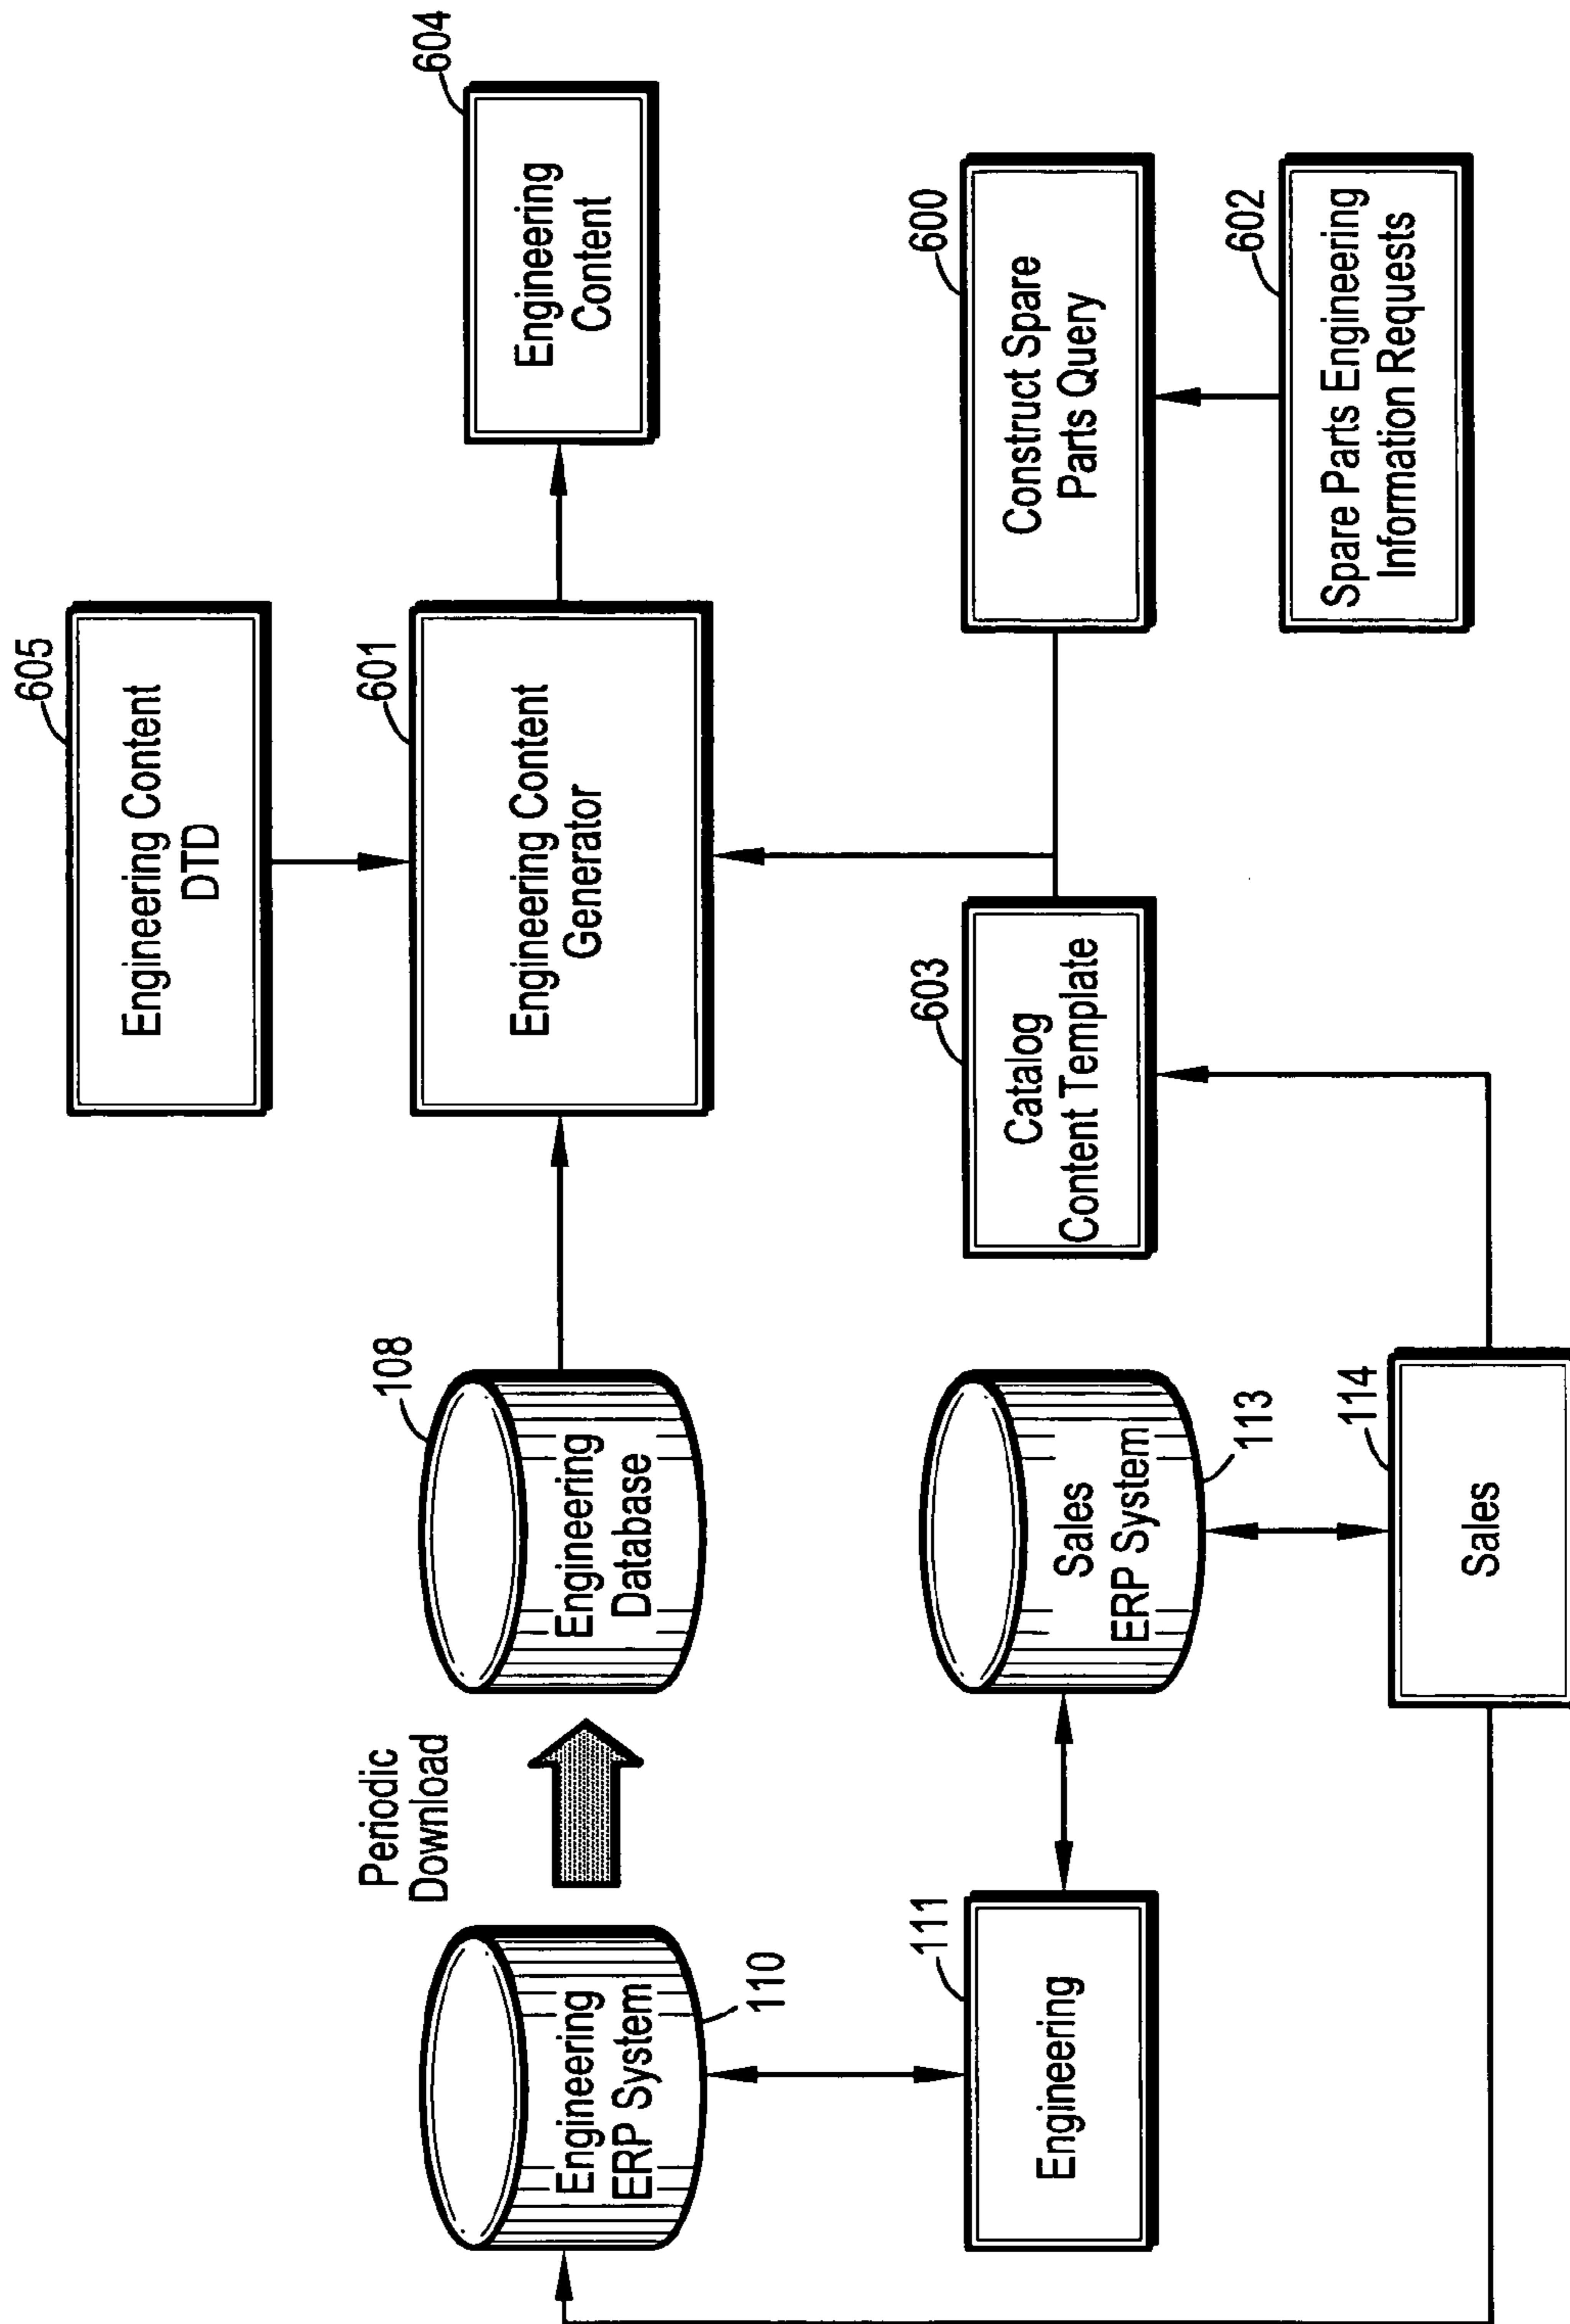 605
Engineering Content
DTD
601
Engineering Content
Generator
604
Engineering
Content
108
Engineering
Database
Periodic
Download
Engineering
ERP System
110
111
Engineering
Sales
ERP System
113
114
Sales
603
Catalog
Content Template
600
Construct Spare
Parts Query
602
Spare Parts Engineering
Information Requests